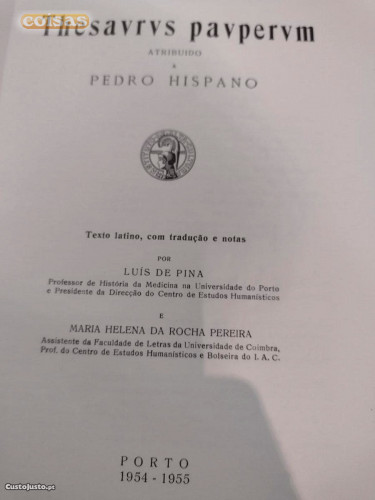 COISAS
Thesavrvs pavpervm
ATRIBUIDO
A
PEDRO HISPANO
Texto latino, com tradução e notas
POR
LUÍS DE PINA
Professor de História da Medicina na Universidade do Porto
e Presidente da Direcção do Centro de Estudos Humanísticos
E
MARIA HELENA DA ROCHA PEREIRA
Assistente da Faculdade de Letras da Universidade de Coimbra,
Prof. do Centro de Estudos Humanísticos e Bolseira do I. A. C.
PORTO
1954-1955
CustoJusto.pt